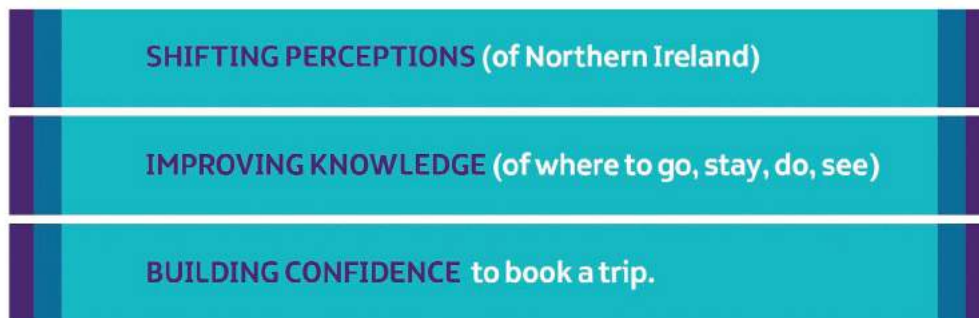 SHIFTING PERCEPTIONS (of Northern Ireland)
IMPROVING KNOWLEDGE (of where to go, stay, do, see)
BUILDING CONFIDENCE to book a trip.